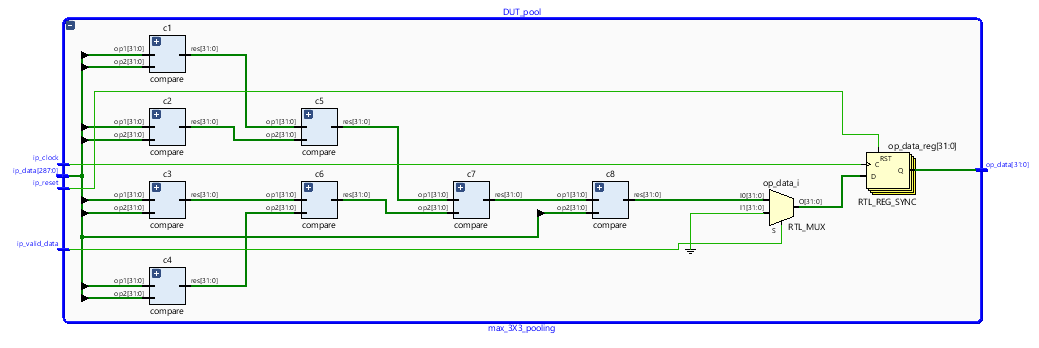 DUT_pool
c1
op1[31:0]
res[31:0]
op2[31:0]
compare
c2
op1[31:0]
res[31:0]
op2[31:0]
compare
c5
op1[31:0]
res[31:0]
op2[31:0]
compare
op_data_reg[31:0]
RST
C
D
Q
RTL_REG_SYNC
op_data[31:0]
ip_clock
ip_data[287:0]
ip_reset
ip_valid_data
c3
op1[31:0]
res[31:0]
op2[31:0]
compare
c6
op1[31:0]
res[31:0]
op2[31:0]
compare
c7
op1[31:0]
res[31:0]
op2[31:0]
compare
c8
op1[31:0]
res[31:0]
op2[31:0]
compare
op_data_i
I0[31:0]
I1[31:0]
O[31:0]
S
RTL_MUX
c4
op1[31:0]
res[31:0]
op2[31:0]
compare
max_3X3_pooling